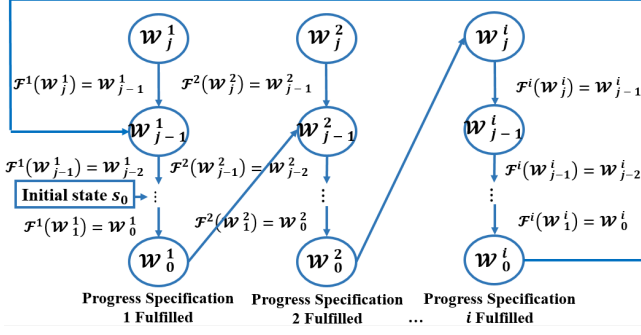 𝒲_j^1 𝒲_j^2 𝒲_j^i
ℱ^1(𝒲_j^1) = 𝒲_{j−1}^1 ℱ^2(𝒲_j^2) = 𝒲_{j−1}^2 ℱ^i(𝒲_j^i) = 𝒲_{j−1}^i
𝒲_{j−1}^1 𝒲_{j−1}^2 𝒲_{j−1}^i
ℱ^1(𝒲_{j−1}^1) = 𝒲_{j−2}^1 ℱ^2(𝒲_{j−1}^2) = 𝒲_{j−2}^2 ℱ^i(𝒲_{j−1}^i) = 𝒲_{j−2}^i
Initial state s_0 ⋮ ⋮ ⋮
ℱ^1(𝒲_1^1) = 𝒲_0^1 ℱ^2(𝒲_1^2) = 𝒲_0^2 ℱ^i(𝒲_1^i) = 𝒲_0^i
𝒲_0^1 𝒲_0^2 𝒲_0^i
Progress Specification Progress Specification Progress Specification
1 Fulfilled 2 Fulfilled ... i Fulfilled